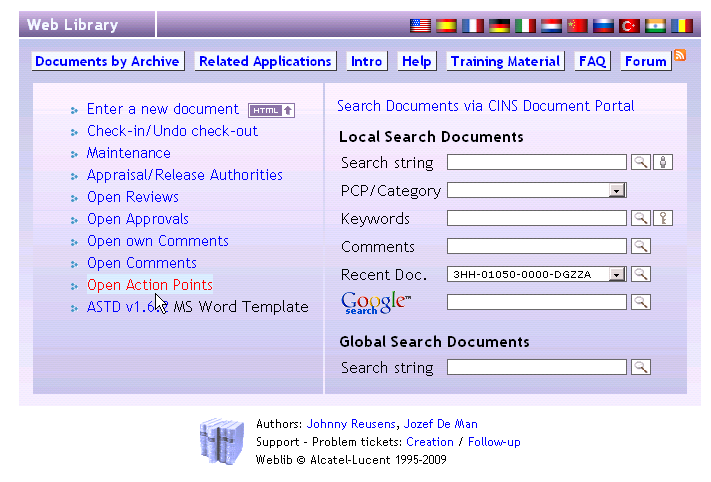 Web Library
Documents by Archive Related Applications Intro Help Training Material FAQ Forum
Enter a new document HTML
Check-in/Undo check-out
Maintenance
Appraisal/Release Authorities
Open Reviews
Open Approvals
Open own Comments
Open Comments
Open Action Points
ASTD MS Word Template
Search Documents via CINS Document Portal
Local Search Documents
Search string
PCP/Category
Keywords
Comments
Recent Doc. 3HH-01050-0000-DGZZA
Google™
search
Global Search Documents
Search string
Authors: Johnny Reusens, Jozef De Man
Support - Problem tickets: Creation / Follow-up
Weblib © Alcatel-Lucent 1995-2009